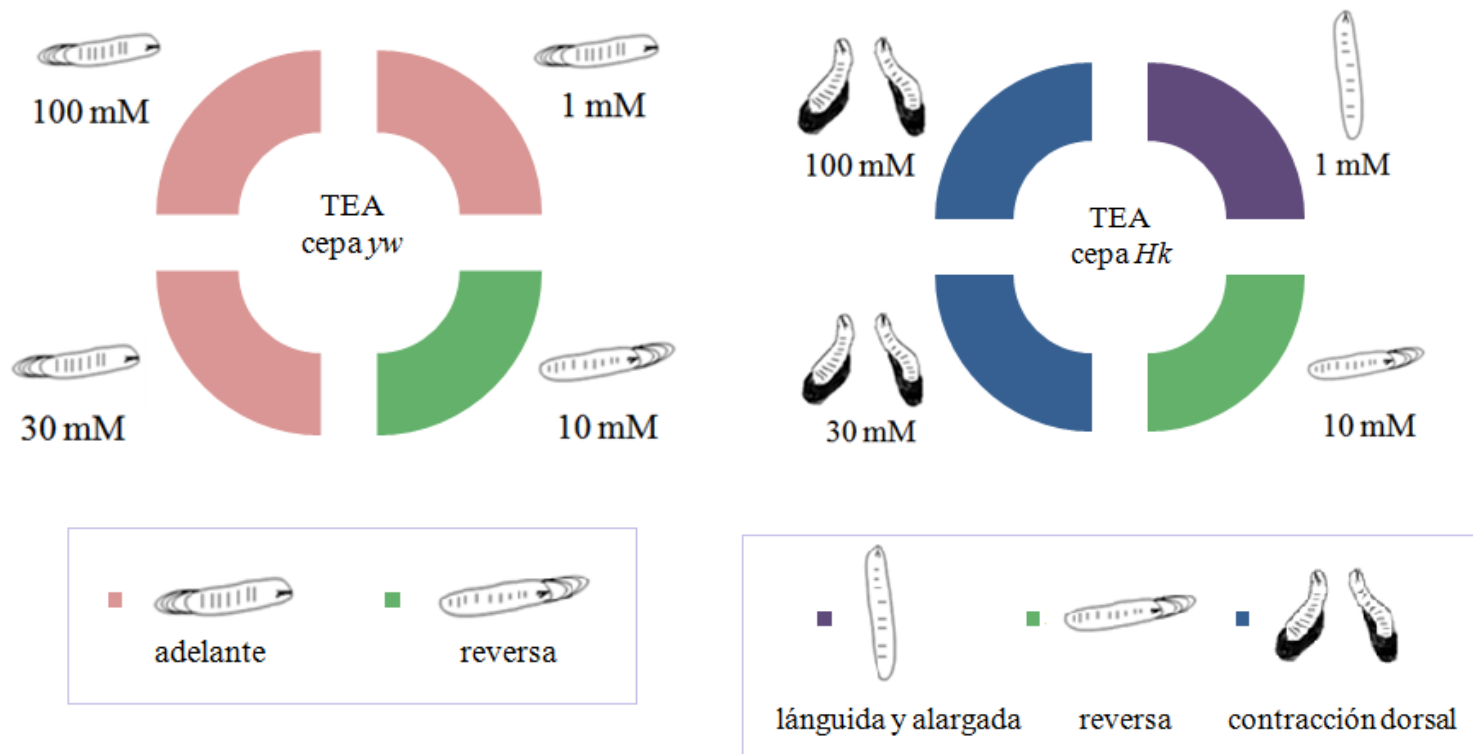 100 mM
1 mM
TEA
cepa yw
30 mM
10 mM
adelante
reversa
100 mM
1 mM
TEA
cepa Hk
30 mM
10 mM
lánguida y alargada
reversa
contracción dorsal